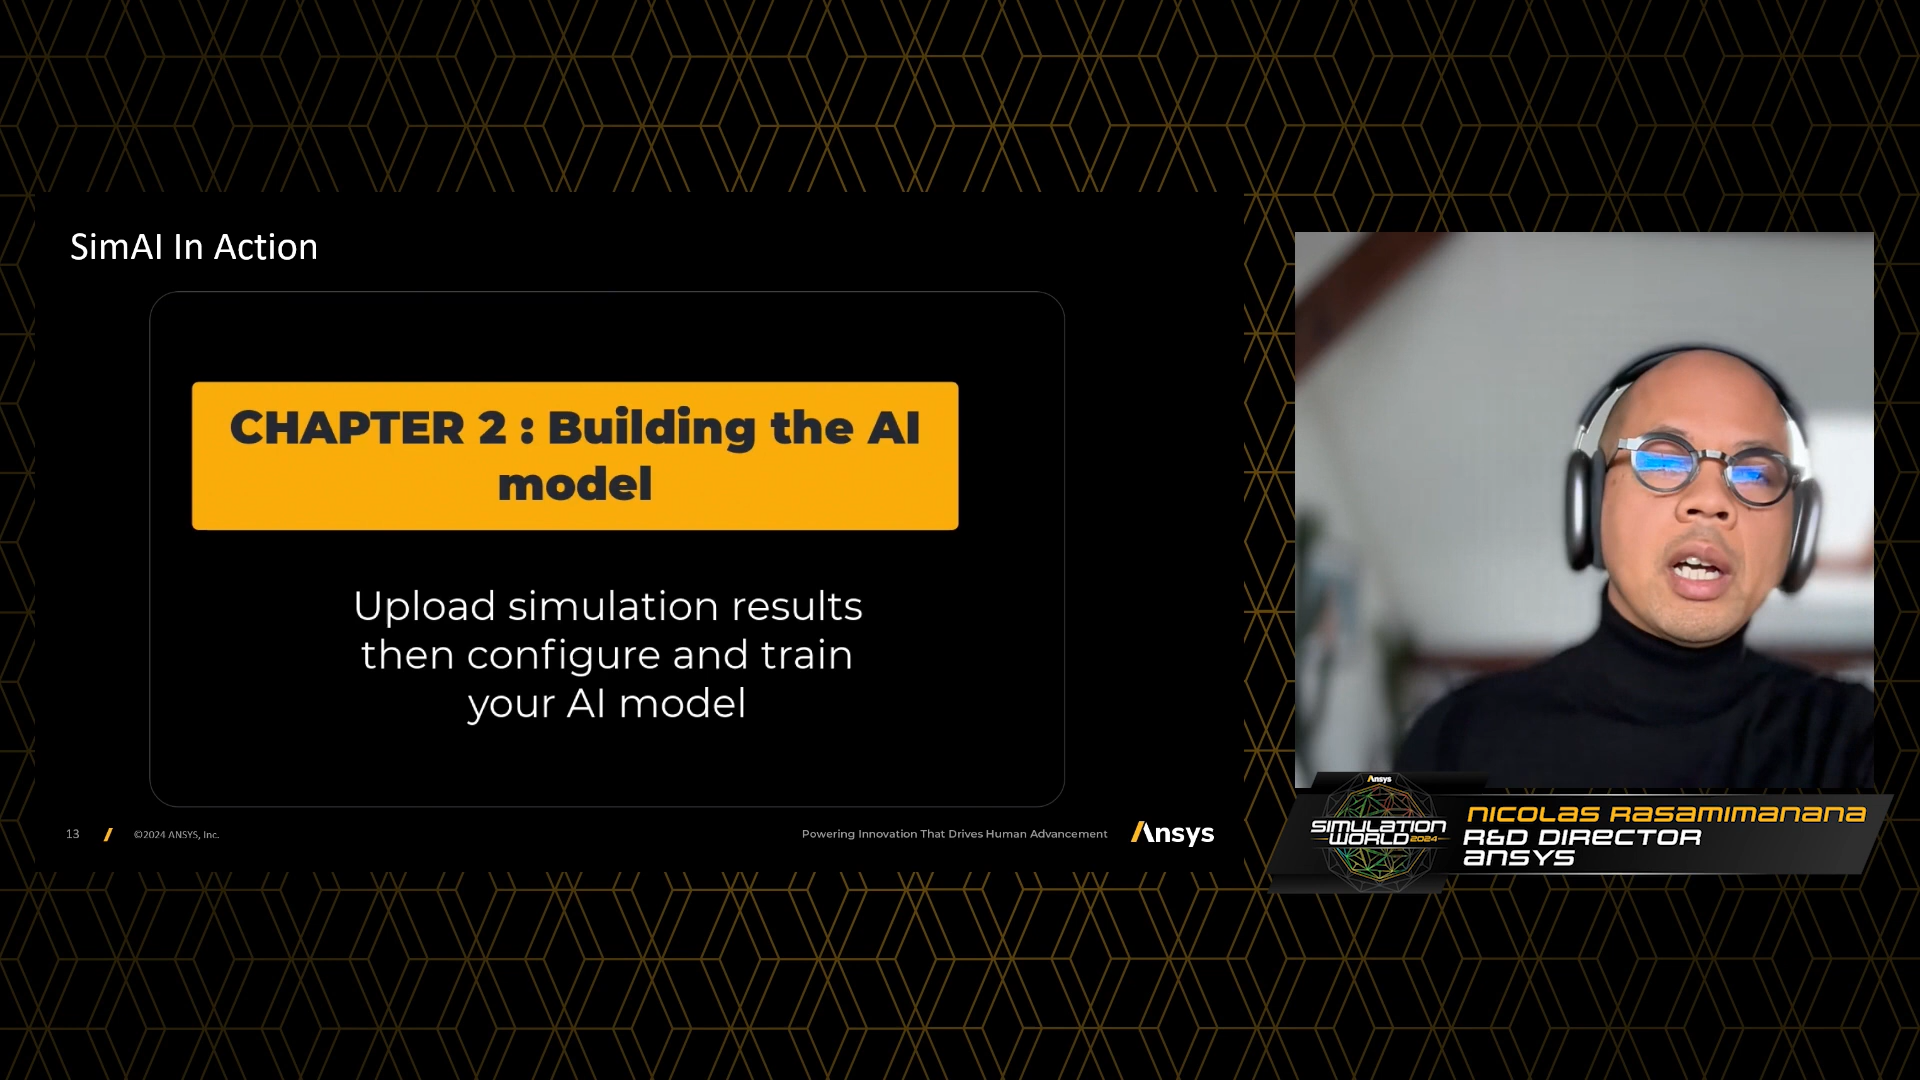 SimAI In Action
CHAPTER 2 : Building the AI
model
Upload simulation results
then configure and train
your AI model
13
©2024 ANSYS, Inc.
Powering Innovation That Drives Human Advancement
Ansys
Ansys
SIMULATION
WORLD 2024
NICOLAS RASAMIMANANA
R&D DIRECTOR
ANSYS